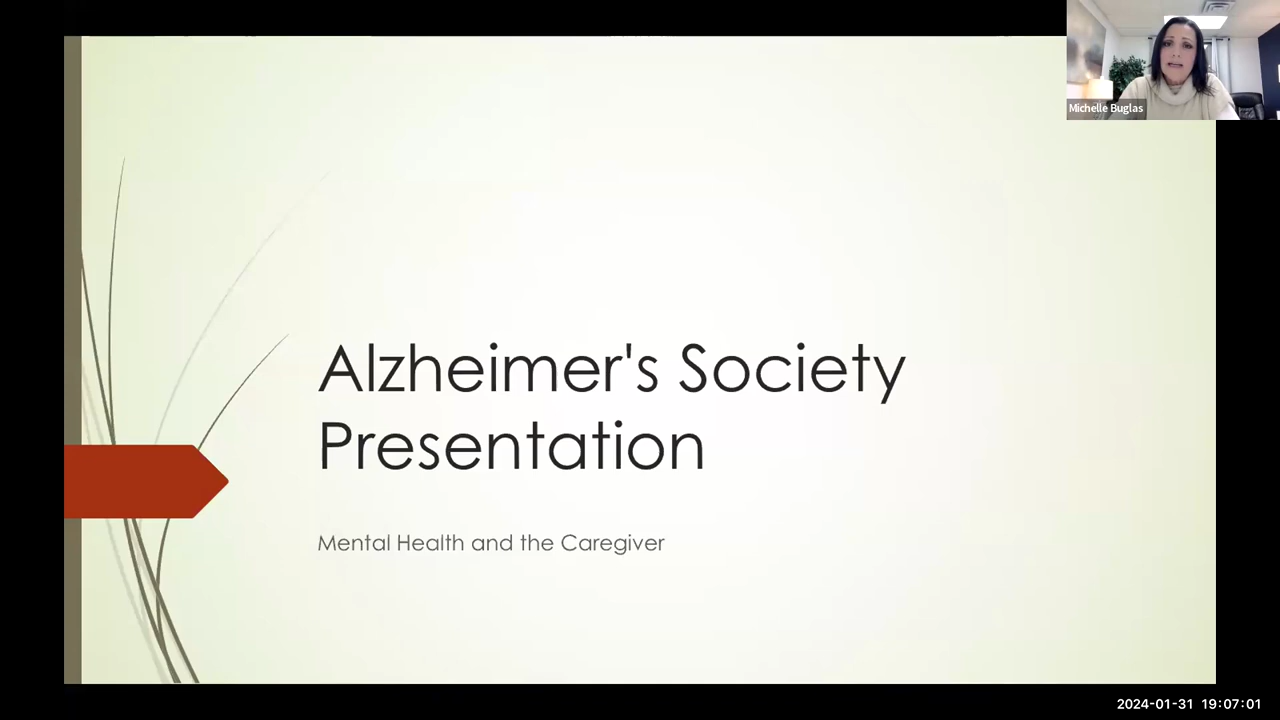 Michelle Buglas
Alzheimer's Society
Presentation
Mental Health and the Caregiver
2024-01-31 19:07:01